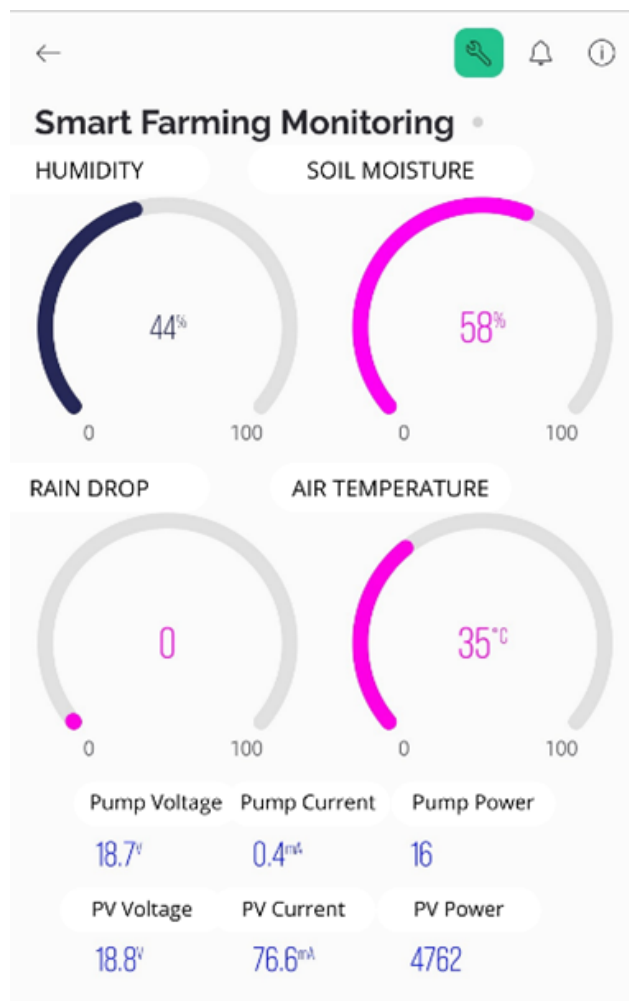 Smart Farming Monitoring
HUMIDITY SOIL MOISTURE
44% 58%
0 100 0 100
RAIN DROP AIR TEMPERATURE
0 35°C
0 100 0 100
Pump Voltage Pump Current Pump Power
18.7V 0.4mA 16
PV Voltage PV Current PV Power
18.8V 76.6mA 4762